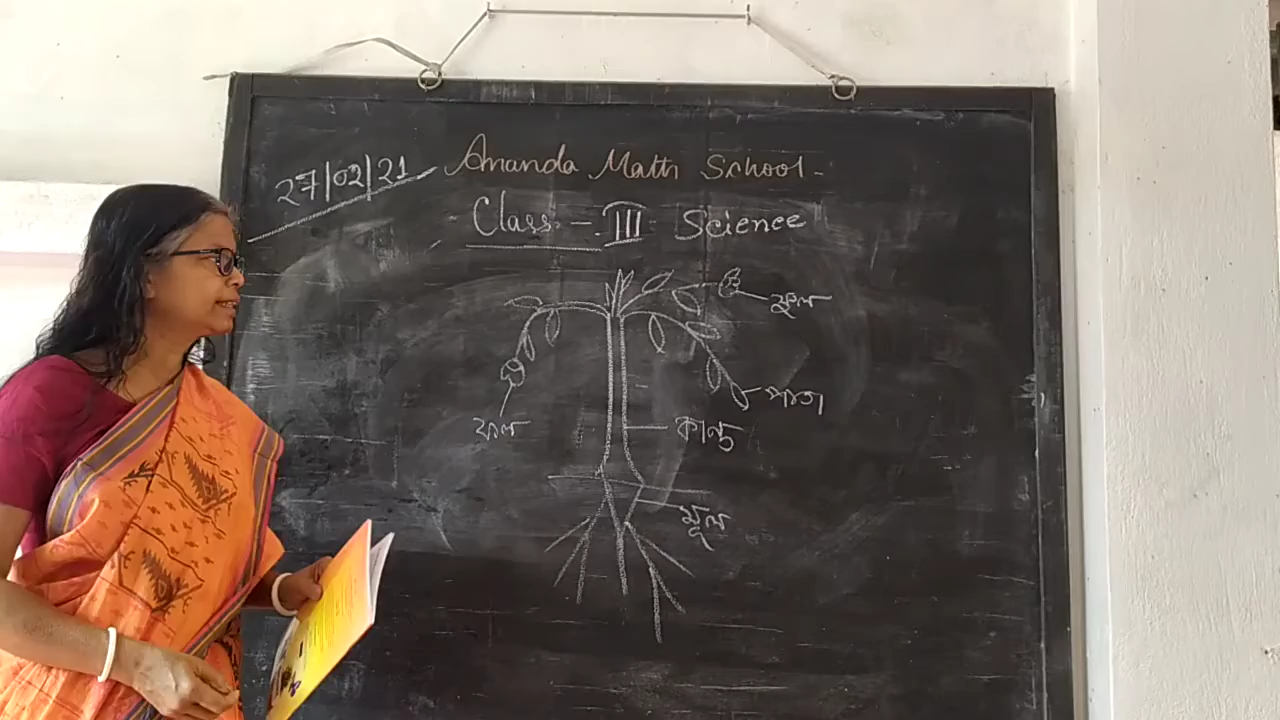 27/02/21 Ananda Math School-
Class - III Science
ফুল
পাতা
ফল
কাণ্ড
মূল